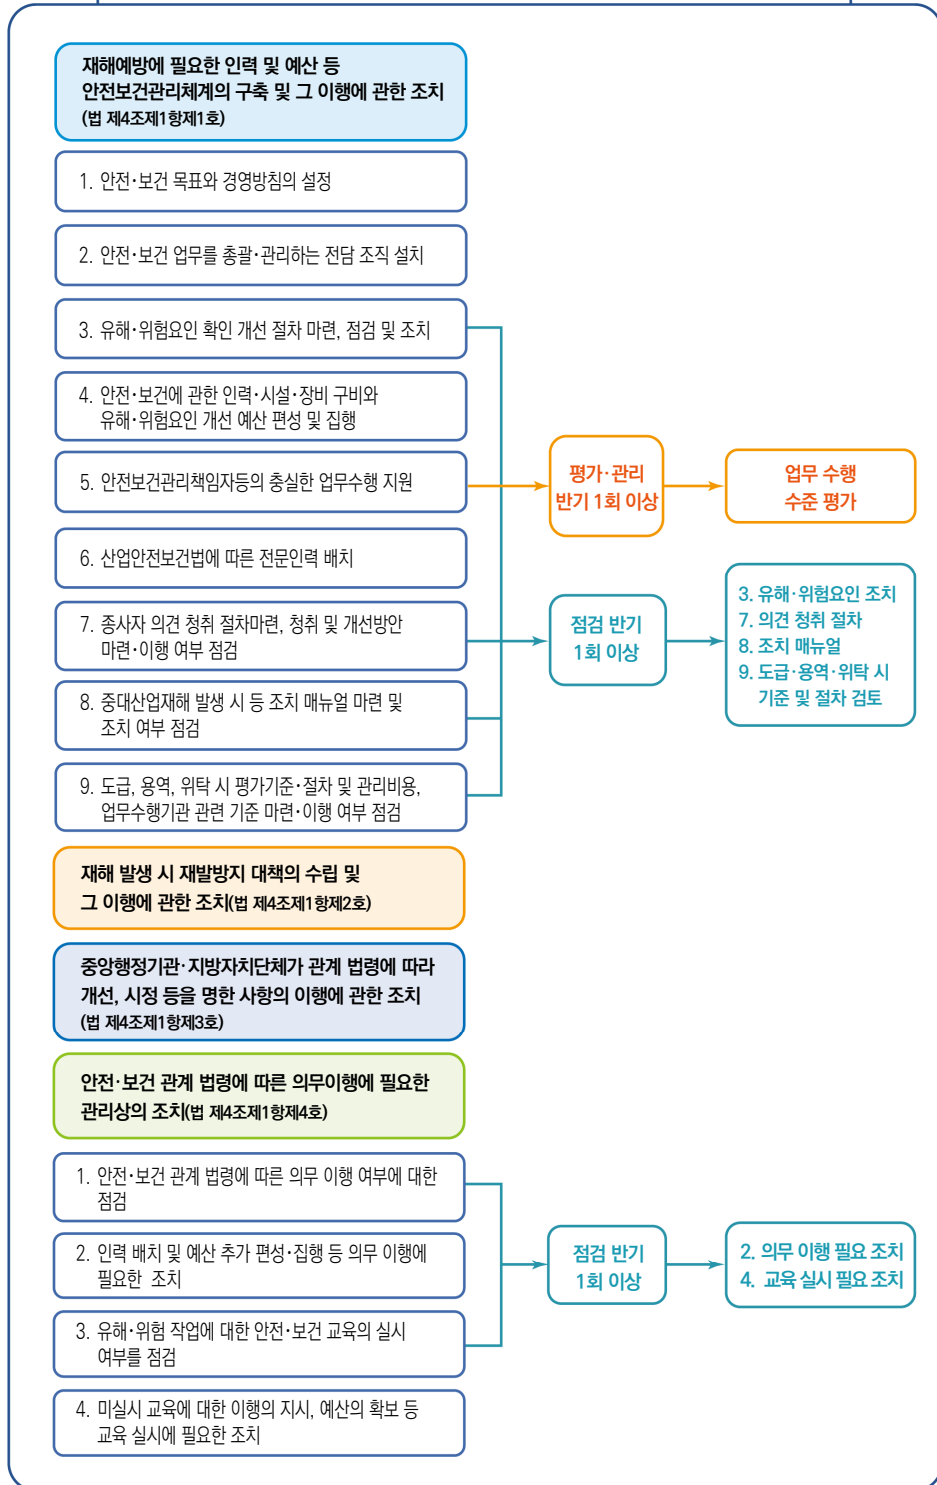 재해예방에 필요한 인력 및 예산 등
안전보건관리체계의 구축 및 그 이행에 관한 조치
(법 제4조제1항제1호)
1. 안전·보건 목표와 경영방침의 설정
2. 안전·보건 업무를 총괄·관리하는 전담 조직 설치
3. 유해·위험요인 확인 개선 절차 마련, 점검 및 조치
4. 안전·보건에 관한 인력·시설·장비 구비와
유해·위험요인 개선 예산 편성 및 집행
5. 안전보건관리책임자등의 충실한 업무수행 지원
평가·관리
반기 1회 이상
업무 수행
수준 평가
6. 산업안전보건법에 따른 전문인력 배치
7. 종사자 의견 청취 절차마련, 청취 및 개선방안
마련·이행 여부 점검
점검 반기
1회 이상
3. 유해·위험요인 조치
7. 의견 청취 절차
8. 조치 매뉴얼
9. 도급·용역·위탁 시
기준 및 절차 검토
8. 중대산업재해 발생 시 등 조치 매뉴얼 마련 및
조치 여부 점검
9. 도급, 용역, 위탁 시 평가기준·절차 및 관리비용,
업무수행기관 관련 기준 마련·이행 여부 점검
재해 발생 시 재발방지 대책의 수립 및
그 이행에 관한 조치(법 제4조제1항제2호)
중앙행정기관·지방자치단체가 관계 법령에 따라
개선, 시정 등을 명한 사항의 이행에 관한 조치
(법 제4조제1항제3호)
안전·보건 관계 법령에 따른 의무이행에 필요한
관리상의 조치(법 제4조제1항제4호)
1. 안전·보건 관계 법령에 따른 의무 이행 여부에 대한
점검
2. 인력 배치 및 예산 추가 편성·집행 등 의무 이행에
필요한 조치
점검 반기
1회 이상
2. 의무 이행 필요 조치
4. 교육 실시 필요 조치
3. 유해·위험 작업에 대한 안전·보건 교육의 실시
여부를 점검
4. 미실시 교육에 대한 이행의 지시, 예산의 확보 등
교육 실시에 필요한 조치